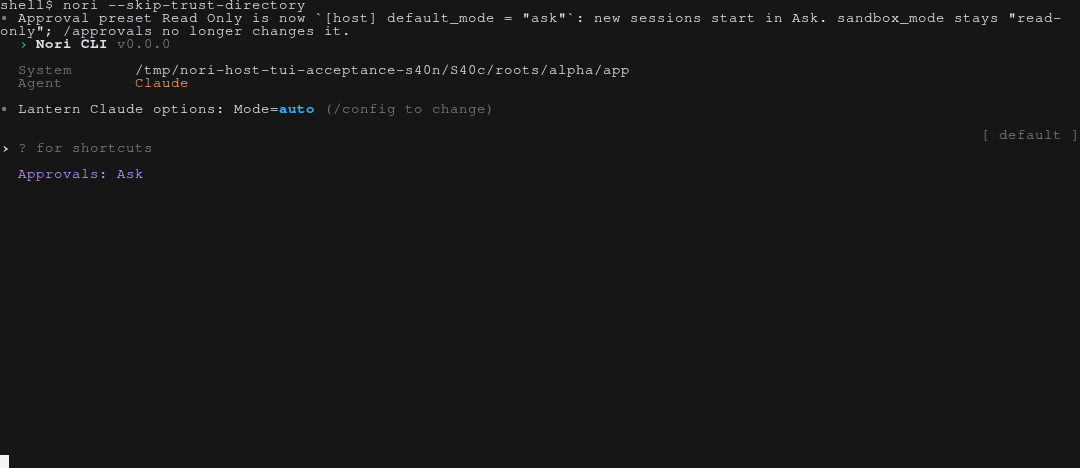 shell$ nori --skip-trust-directory
• Approval preset Read Only is now `[host] default_mode = "ask"`: new sessions start in Ask. sandbox_mode stays "read-
only"; /approvals no longer changes it.
› Nori CLI v0.0.0
System /tmp/nori-host-tui-acceptance-s40n/S40c/roots/alpha/app
Agent Claude
• Lantern Claude options: Mode=auto (/config to change)
[ default ]
› ? for shortcuts
Approvals: Ask